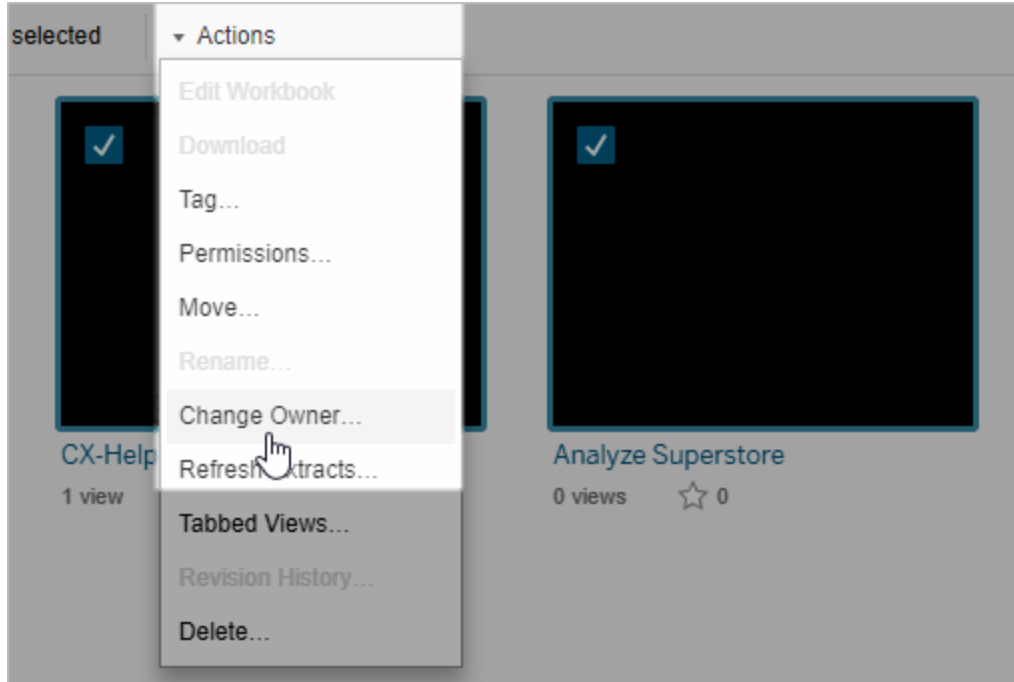 selected
Actions
Edit Workbook
Download
Tag...
Permissions...
Move...
Rename...
Change Owner...
Refresh Extracts...
Tabbed Views...
Revision History...
Delete...
CX-Help
1 view
Analyze Superstore
0 views 0